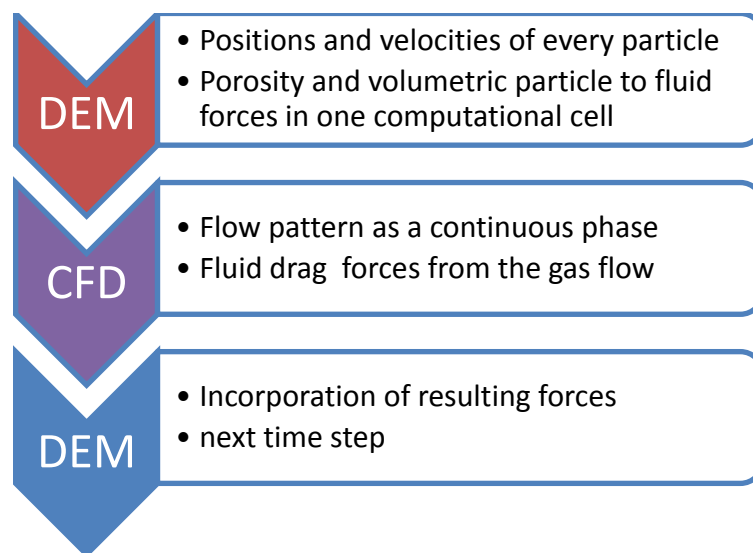 DEM
• Positions and velocities of every particle
• Porosity and volumetric particle to fluid
forces in one computational cell
CFD
• Flow pattern as a continuous phase
• Fluid drag  forces from the gas flow
DEM
• Incorporation of resulting forces
• next time step